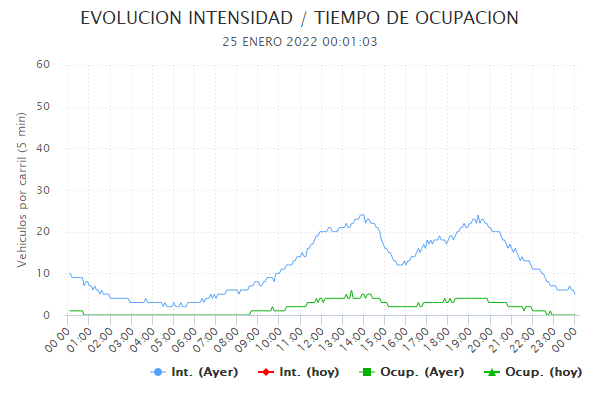 EVOLUCION INTENSIDAD / TIEMPO DE OCUPACION
25 ENERO 2022 00:01:03
Vehiculos por carril (5 min)
60
50
40
30
20
10
0
00:00 01:00 02:00 03:00 04:00 05:00 06:00 07:00 08:00 09:00 10:00 11:00 12:00 13:00 14:00 15:00 16:00 17:00 18:00 19:00 20:00 21:00 22:00 23:00 00:00
Int. (Ayer) Int. (hoy) Ocup. (Ayer) Ocup. (hoy)